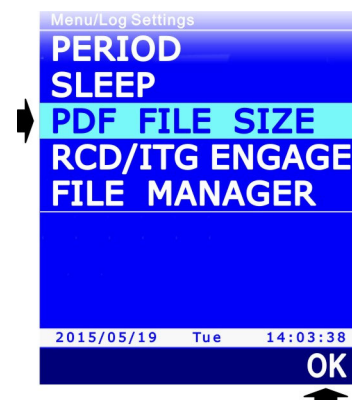 Menu/Log Settings
PERIOD
SLEEP
PDF FILE SIZE
RCD/ITG ENGAGE
FILE MANAGER
2015/05/19 Tue 14:03:38
OK